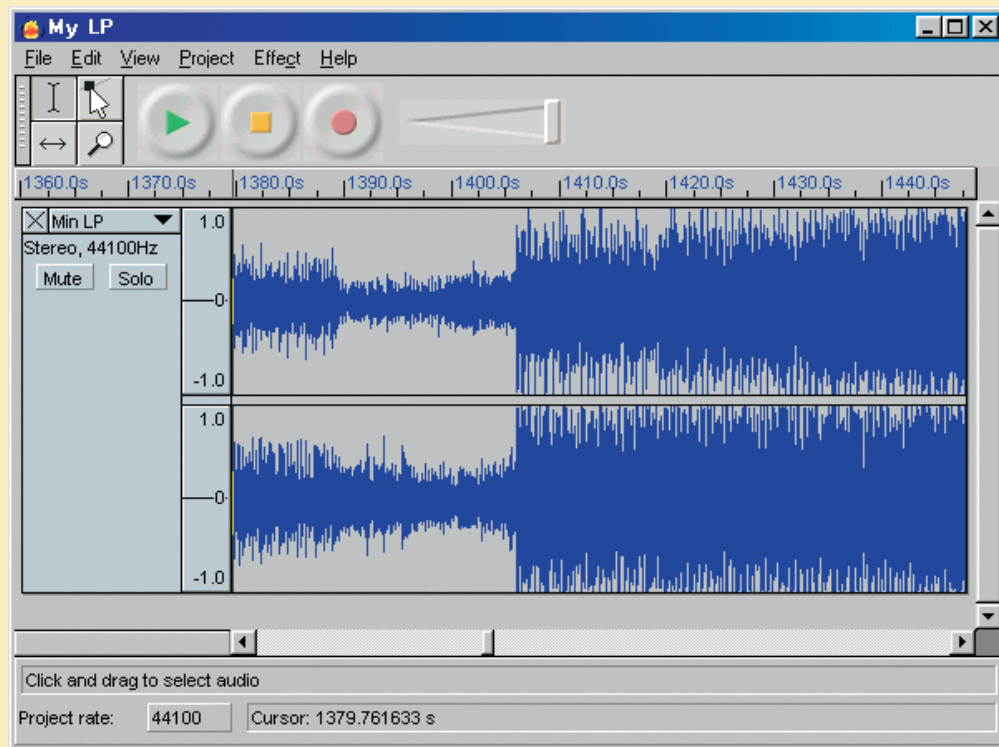 My LP
File Edit View Project Effect Help
1360.0s 1370.0s 1380.0s 1390.0s 1400.0s 1410.0s 1420.0s 1430.0s 1440.0s
Min LP
1.0
Stereo, 44100Hz
Mute Solo
0
-1.0
1.0
0
-1.0
Click and drag to select audio
Project rate: 44100 Cursor: 1379.761633 s